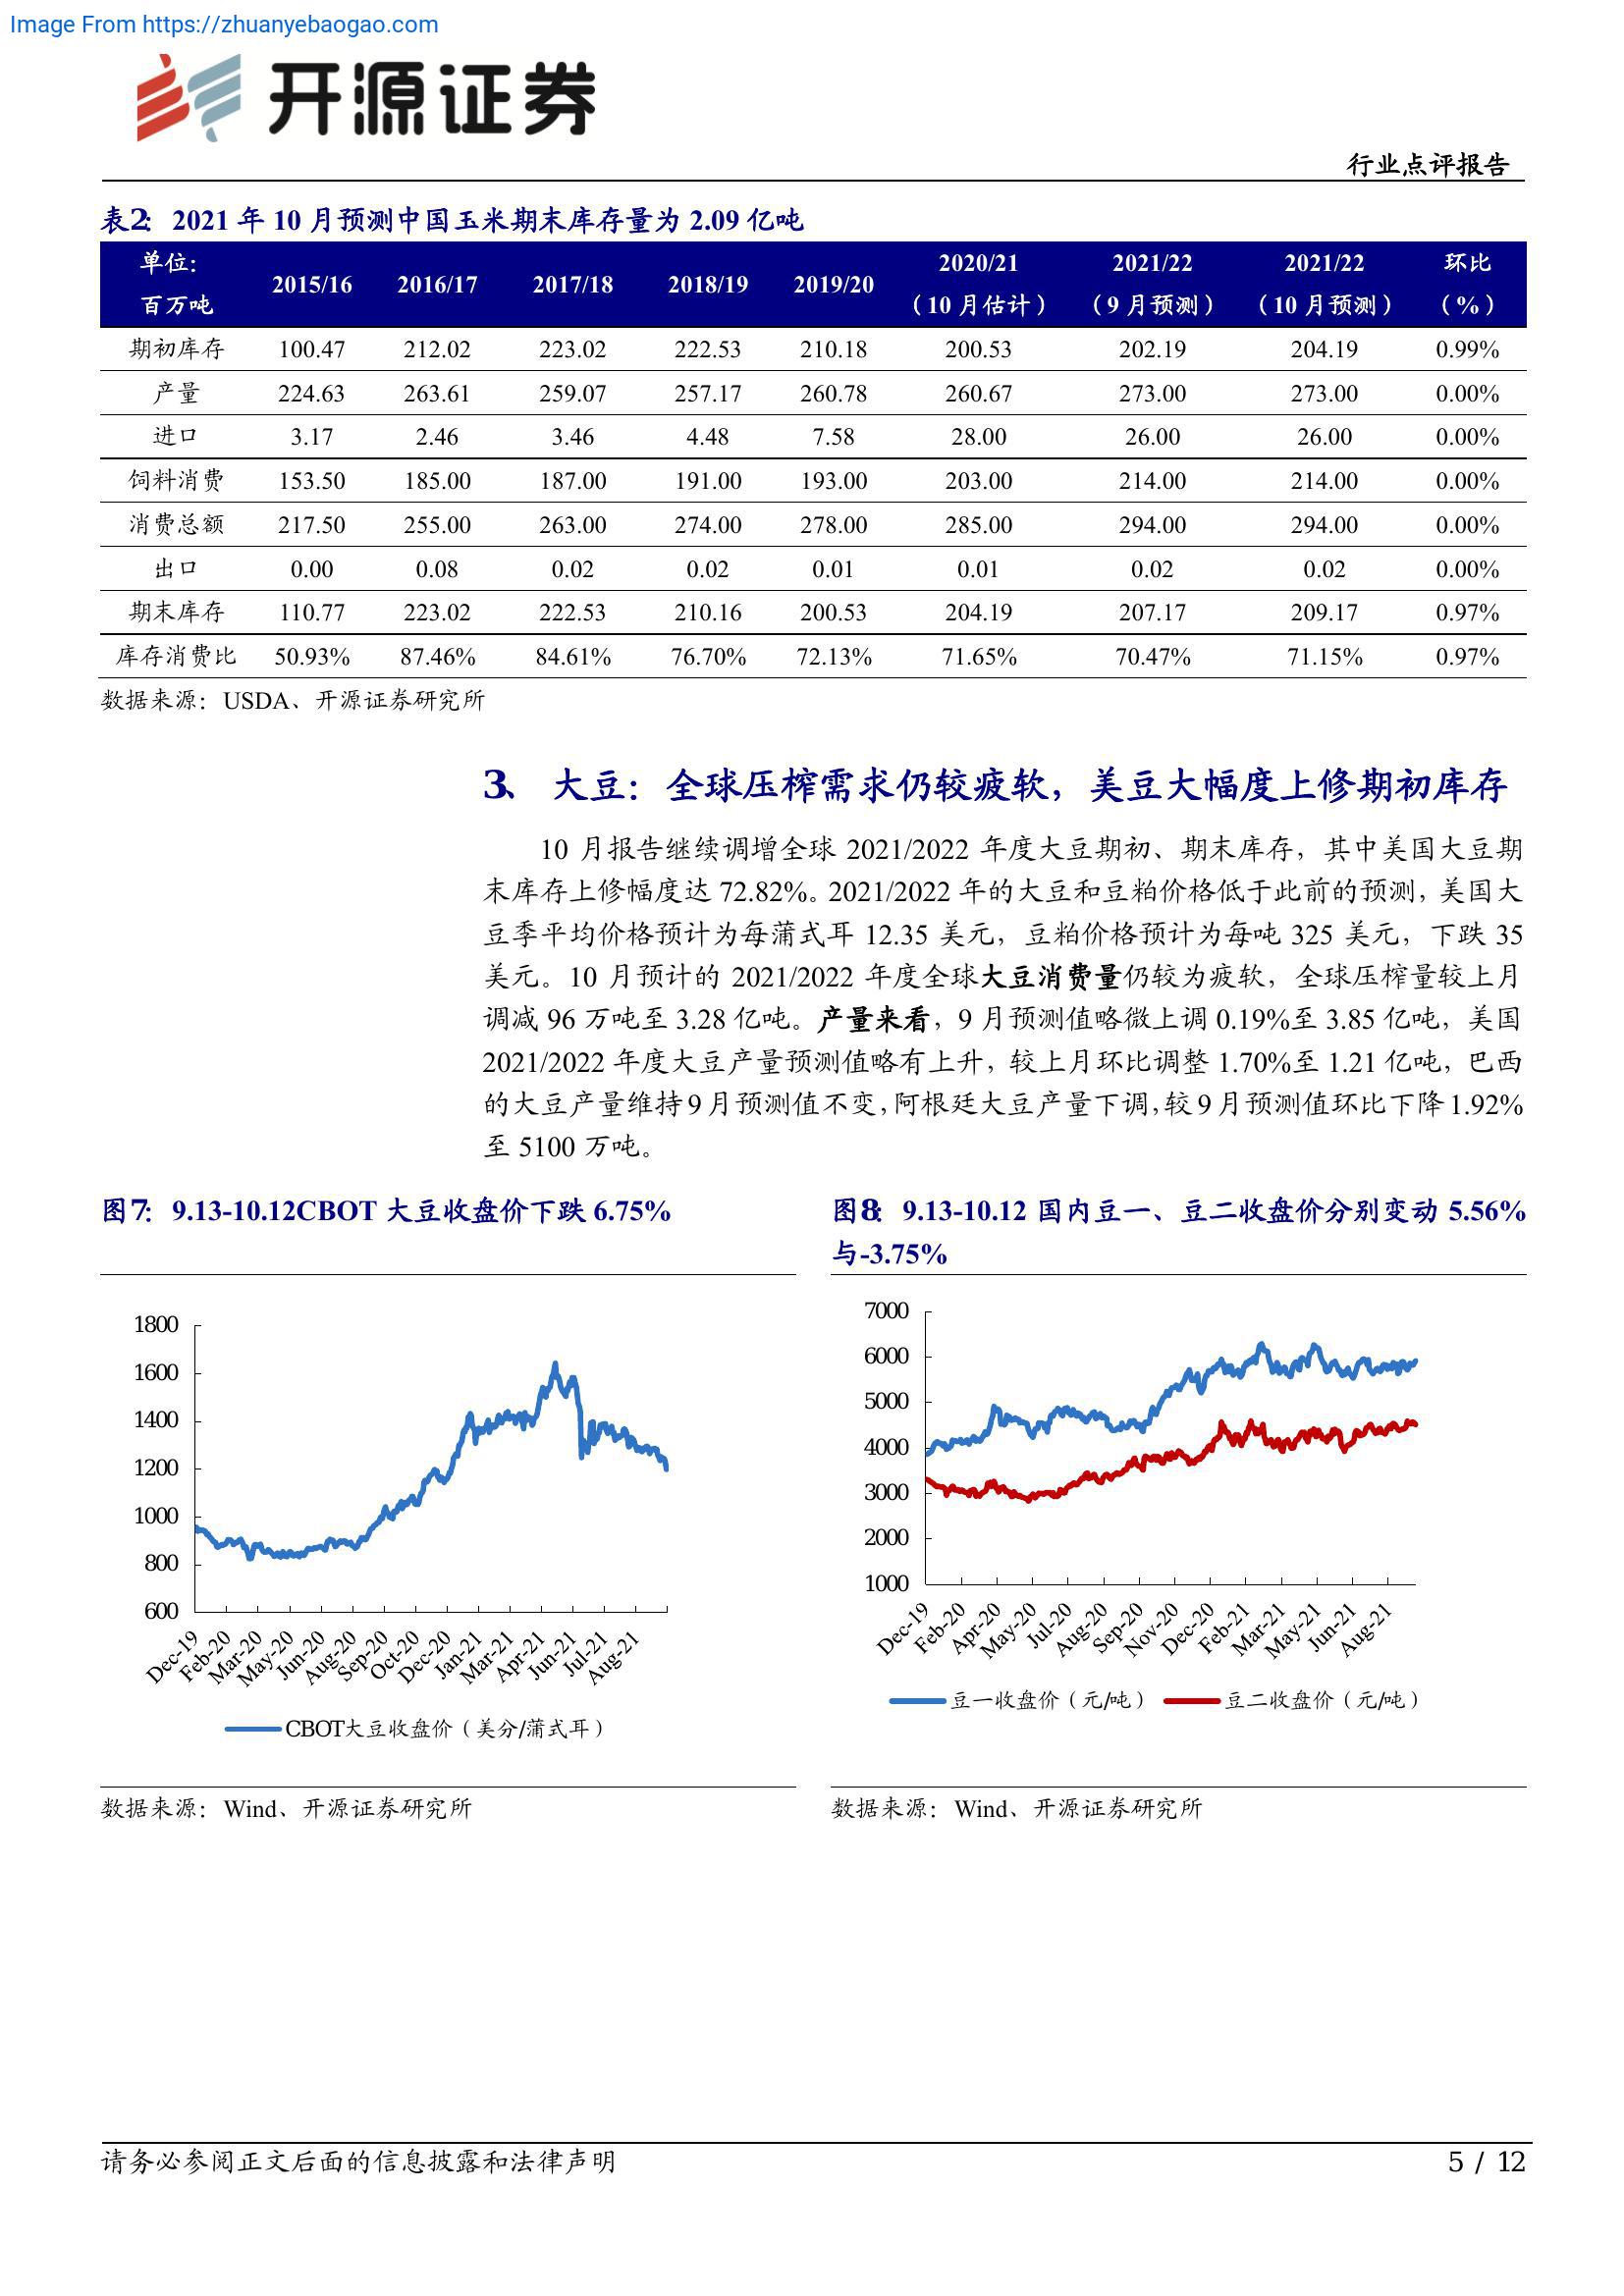 Image From https://zhuanyebaogao.com
开源证券
行业点评报告
表2： 2021 年 10 月预测中国玉米期末库存量为 2.09 亿吨
单位：百万吨 2015/16 2016/17 2017/18 2018/19 2019/20 2020/21（10 月估计） 2021/22（9 月预测） 2021/22（10 月预测） 环比（%）
期初库存 100.47 212.02 223.02 222.53 210.18 200.53 202.19 204.19 0.99%
产量 224.63 263.61 259.07 257.17 260.78 260.67 273.00 273.00 0.00%
进口 3.17 2.46 3.46 4.48 7.58 28.00 26.00 26.00 0.00%
饲料消费 153.50 185.00 187.00 191.00 193.00 203.00 214.00 214.00 0.00%
消费总额 217.50 255.00 263.00 274.00 278.00 285.00 294.00 294.00 0.00%
出口 0.00 0.08 0.02 0.02 0.01 0.01 0.02 0.02 0.00%
期末库存 110.77 223.02 222.53 210.16 200.53 204.19 207.17 209.17 0.97%
库存消费比 50.93% 87.46% 84.61% 76.70% 72.13% 71.65% 70.47% 71.15% 0.97%
数据来源：USDA、开源证券研究所
3、 大豆：全球压榨需求仍较疲软，美豆大幅度上修期初库存
10 月报告继续调增全球 2021/2022 年度大豆期初、期末库存，其中美国大豆期
末库存上修幅度达 72.82%。2021/2022 年的大豆和豆粕价格低于此前的预测，美国大
豆季平均价格预计为每蒲式耳 12.35 美元，豆粕价格预计为每吨 325 美元，下跌 35
美元。10 月预计的 2021/2022 年度全球大豆消费量仍较为疲软，全球压榨量较上月
调减 96 万吨至 3.28 亿吨。产量来看，9 月预测值略微上调 0.19%至 3.85 亿吨，美国
2021/2022 年度大豆产量预测值略有上升，较上月环比调整 1.70%至 1.21 亿吨，巴西
的大豆产量维持 9 月预测值不变，阿根廷大豆产量下调，较 9 月预测值环比下降 1.92%
至 5100 万吨。
图7： 9.13-10.12CBOT 大豆收盘价下跌 6.75%
1800
1600
1400
1200
1000
800
600
Dec-19 Feb-20 Mar-20 May-20 Jun-20 Aug-20 Sep-20 Oct-20 Dec-20 Jan-21 Mar-21 Apr-21 Jun-21 Jul-21 Aug-21
CBOT大豆收盘价（美分/蒲式耳）
数据来源：Wind、开源证券研究所
图8： 9.13-10.12 国内豆一、豆二收盘价分别变动 5.56%
与-3.75%
7000
6000
5000
4000
3000
2000
1000
Dec-19 Feb-20 Apr-20 May-20 Jul-20 Aug-20 Sep-20 Nov-20 Dec-20 Feb-21 Mar-21 May-21 Jun-21 Aug-21
豆一收盘价（元/吨） 豆二收盘价（元/吨）
数据来源：Wind、开源证券研究所
请务必参阅正文后面的信息披露和法律声明
5 / 12